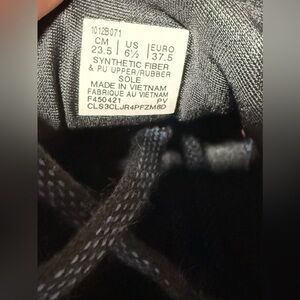 1012B071
CM US EURO
23.5 6½ 37.5
SYNTHETIC FIBER
& PU UPPER/RUBBER
SOLE
MADE IN VIETNAM
FABRIQUE AU VIETNAM
F450421 PV
CLS3CLJR4PFZM8D